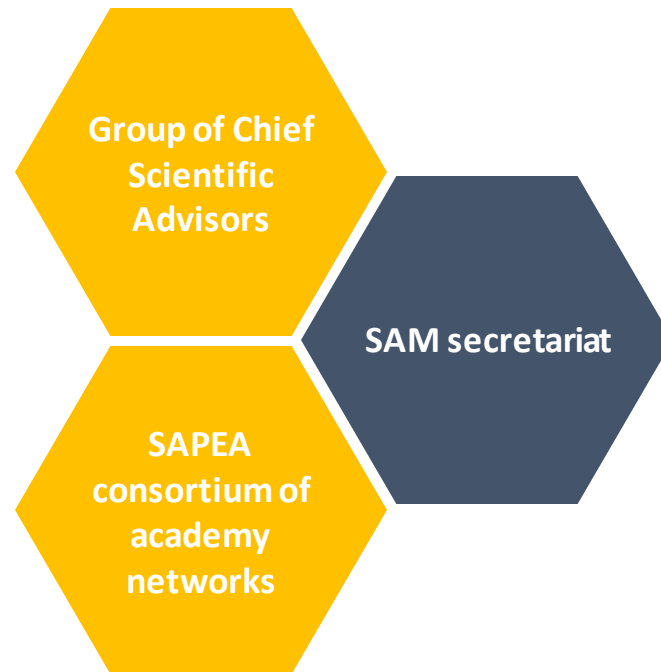 Group of Chief
Scientific
Advisors
SAM secretariat
SAPEA
consortium of
academy
networks